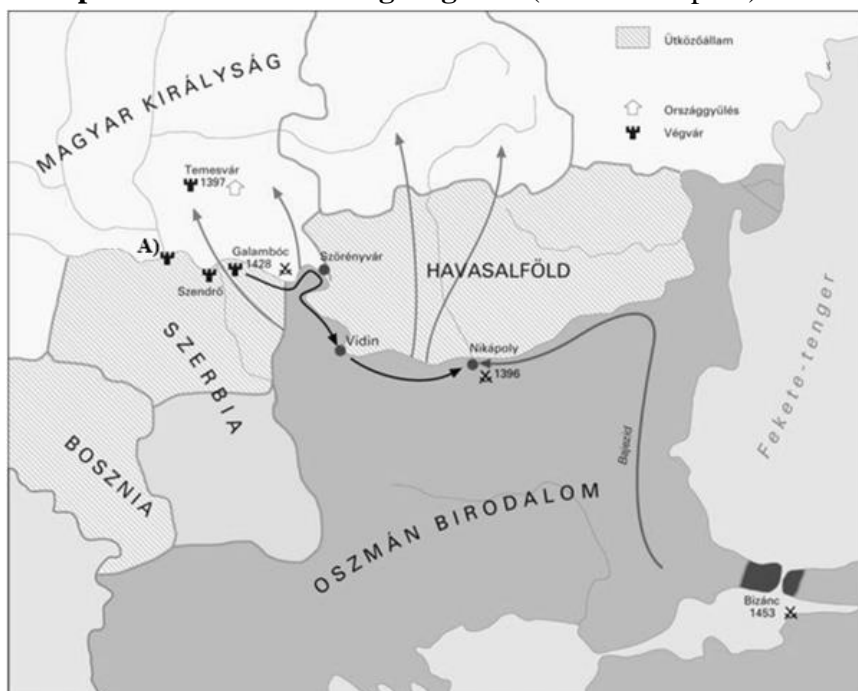 Ütközőállam
Országgyűlés
Végvár
MAGYAR KIRÁLYSÁG
Temesvár
1397
A)
Galambóc
1428
Szendrő
Szörényvár
HAVASALFÖLD
SZERBIA
Vidin
Nikápoly
1396
BOSZNIA
Bajezid
Fekete-tenger
OSZMÁN BIRODALOM
Bizánc
1453